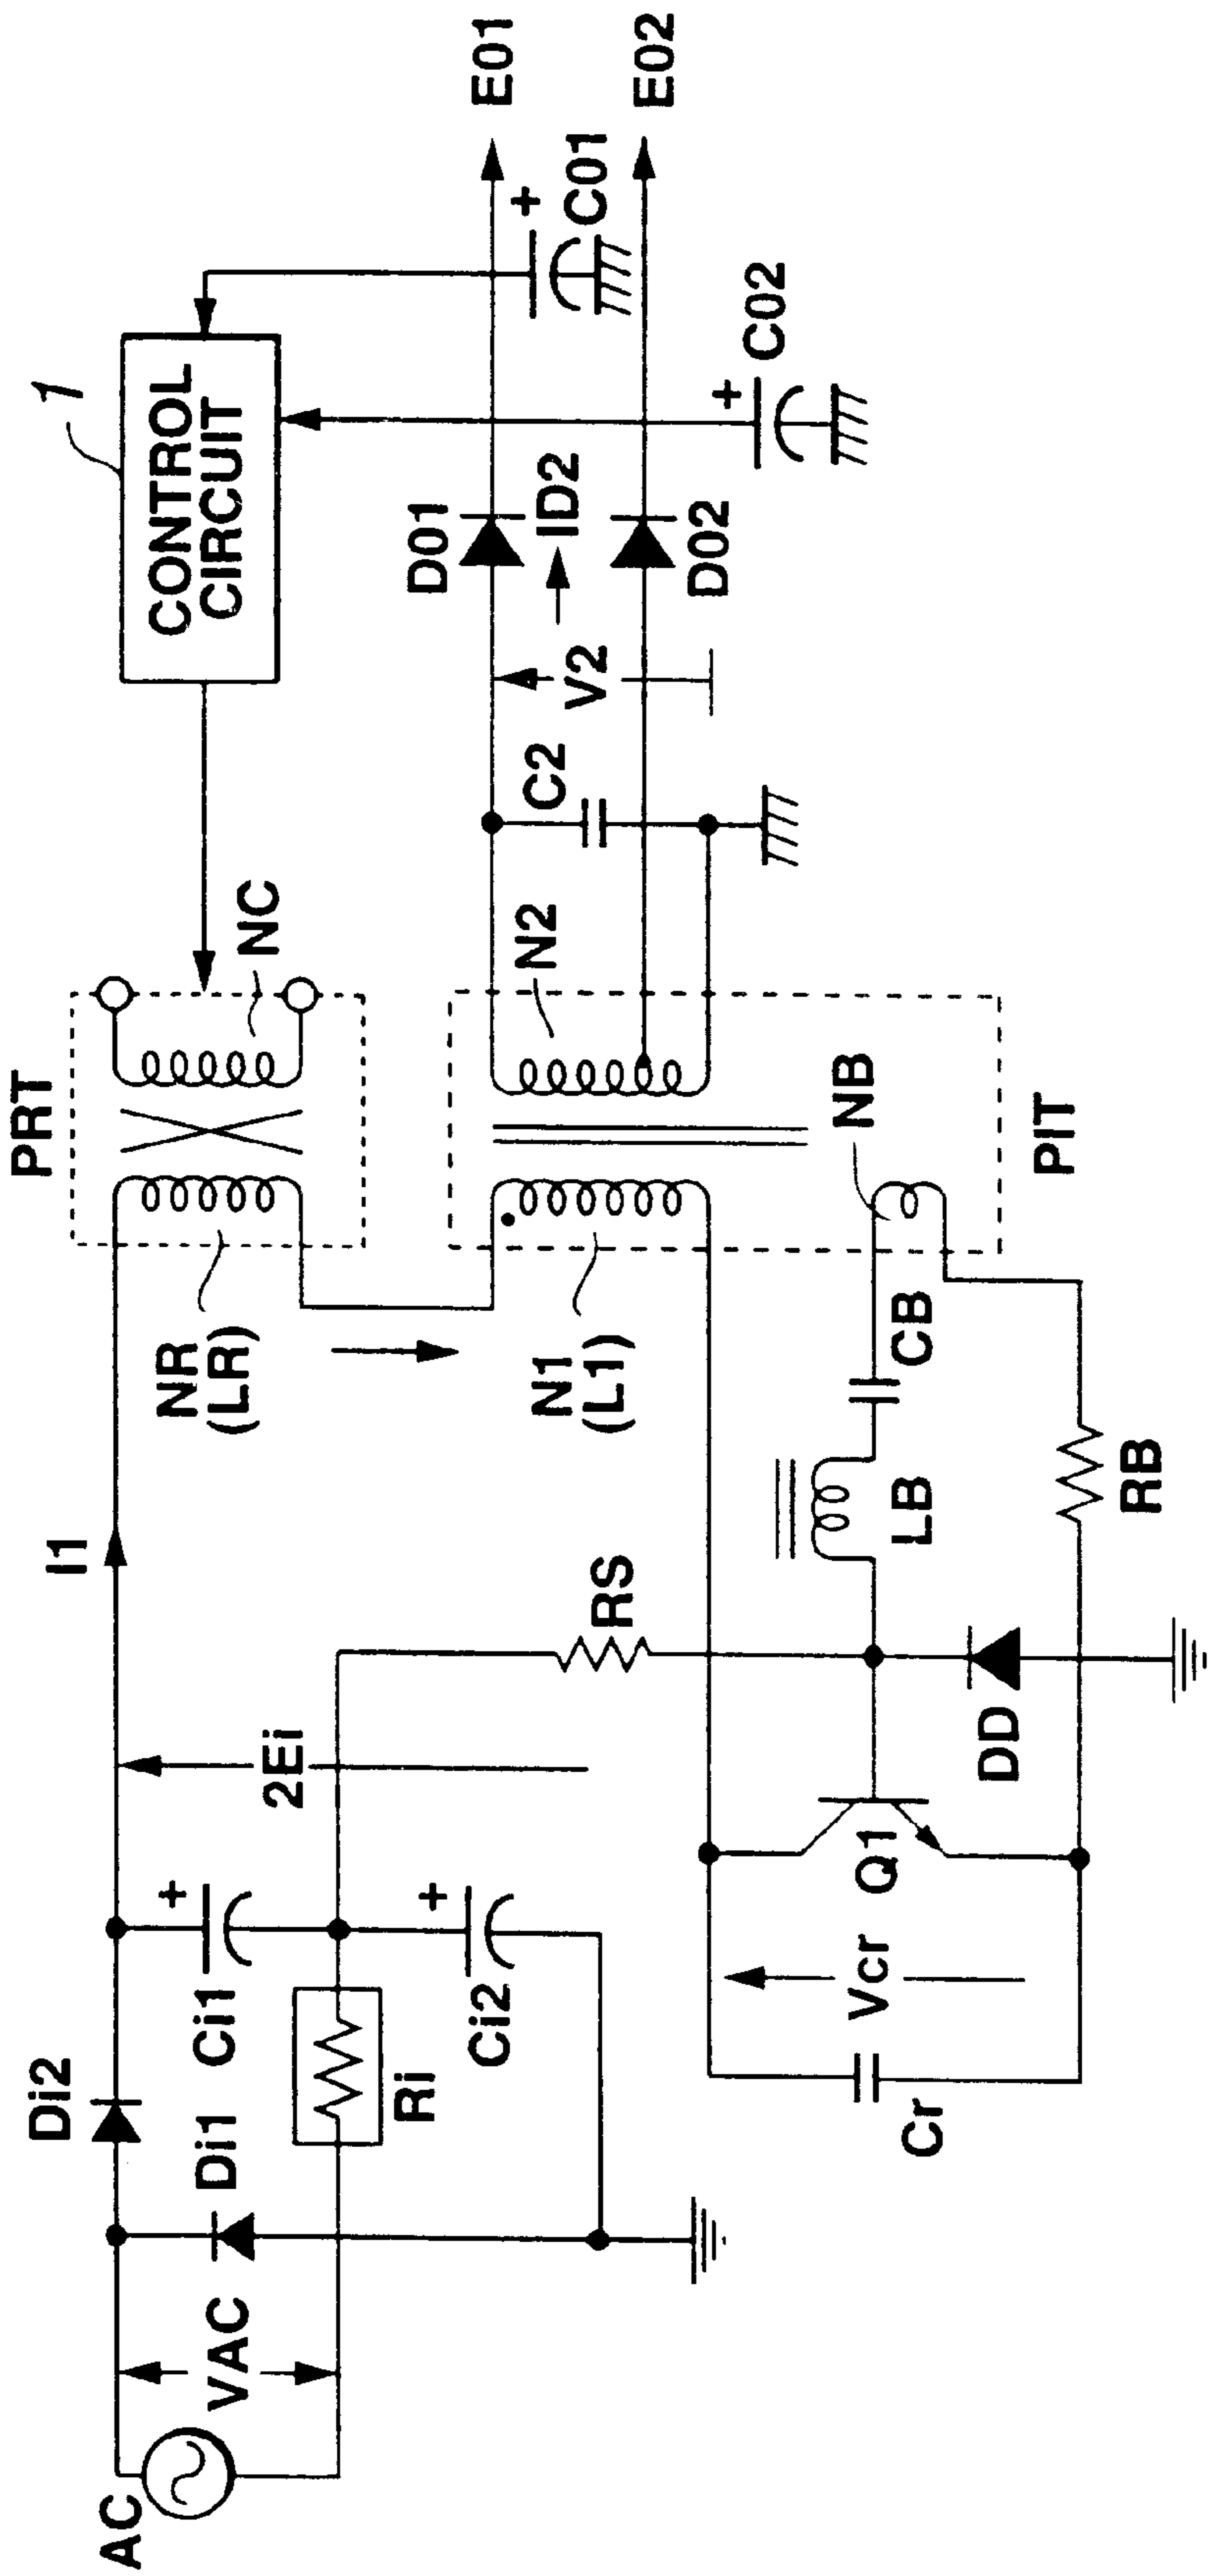 AC
VAC
Di2
Di1
Ci1
+
Ri
Ci2
+
2Ei
I1
RS
Vcr
Cr
Q1
DD
LB
CB
RB
NR
(LR)
N1
(L1)
PRT
NC
N2
NB
PIT
1
CONTROL
CIRCUIT
C2
V2
D01
ID2
D02
+
C01
+
C02
E01
E02